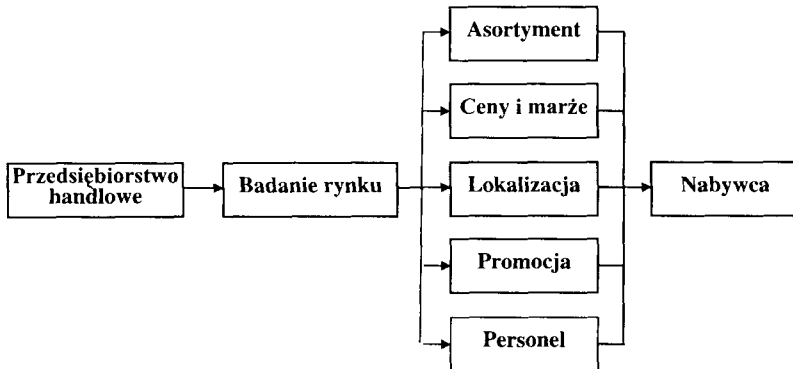 Asortyment
Ceny i marże
Przedsiębiorstwo
handlowe
Badanie rynku
Lokalizacja
Nabywca
Promocja
Personel